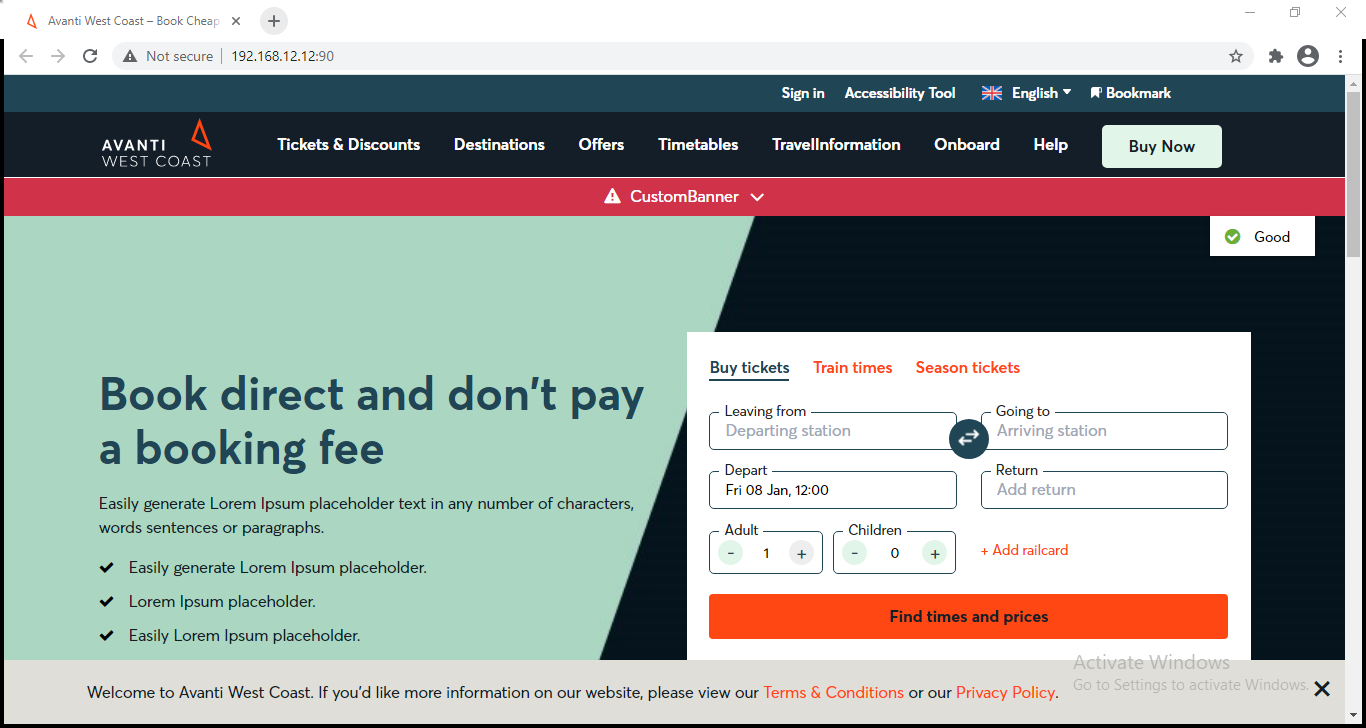 Avanti West Coast – Book Cheap
Not secure 192.168.12.12:90
Sign in Accessibility Tool English Bookmark
AVANTI
WEST COAST
Tickets & Discounts Destinations Offers Timetables TravelInformation Onboard Help Buy Now
CustomBanner
Good
Book direct and don't pay
a booking fee
Easily generate Lorem Ipsum placeholder text in any number of characters,
words sentences or paragraphs.
Easily generate Lorem Ipsum placeholder.
Lorem Ipsum placeholder.
Easily Lorem Ipsum placeholder.
Buy tickets Train times Season tickets
Leaving from Going to
Departing station Arriving station
Depart Return
Fri 08 Jan, 12:00 Add return
Adult Children
- 1 + - 0 + + Add railcard
Find times and prices
Activate Windows
Go to Settings to activate Windows.
Welcome to Avanti West Coast. If you'd like more information on our website, please view our Terms & Conditions or our Privacy Policy.